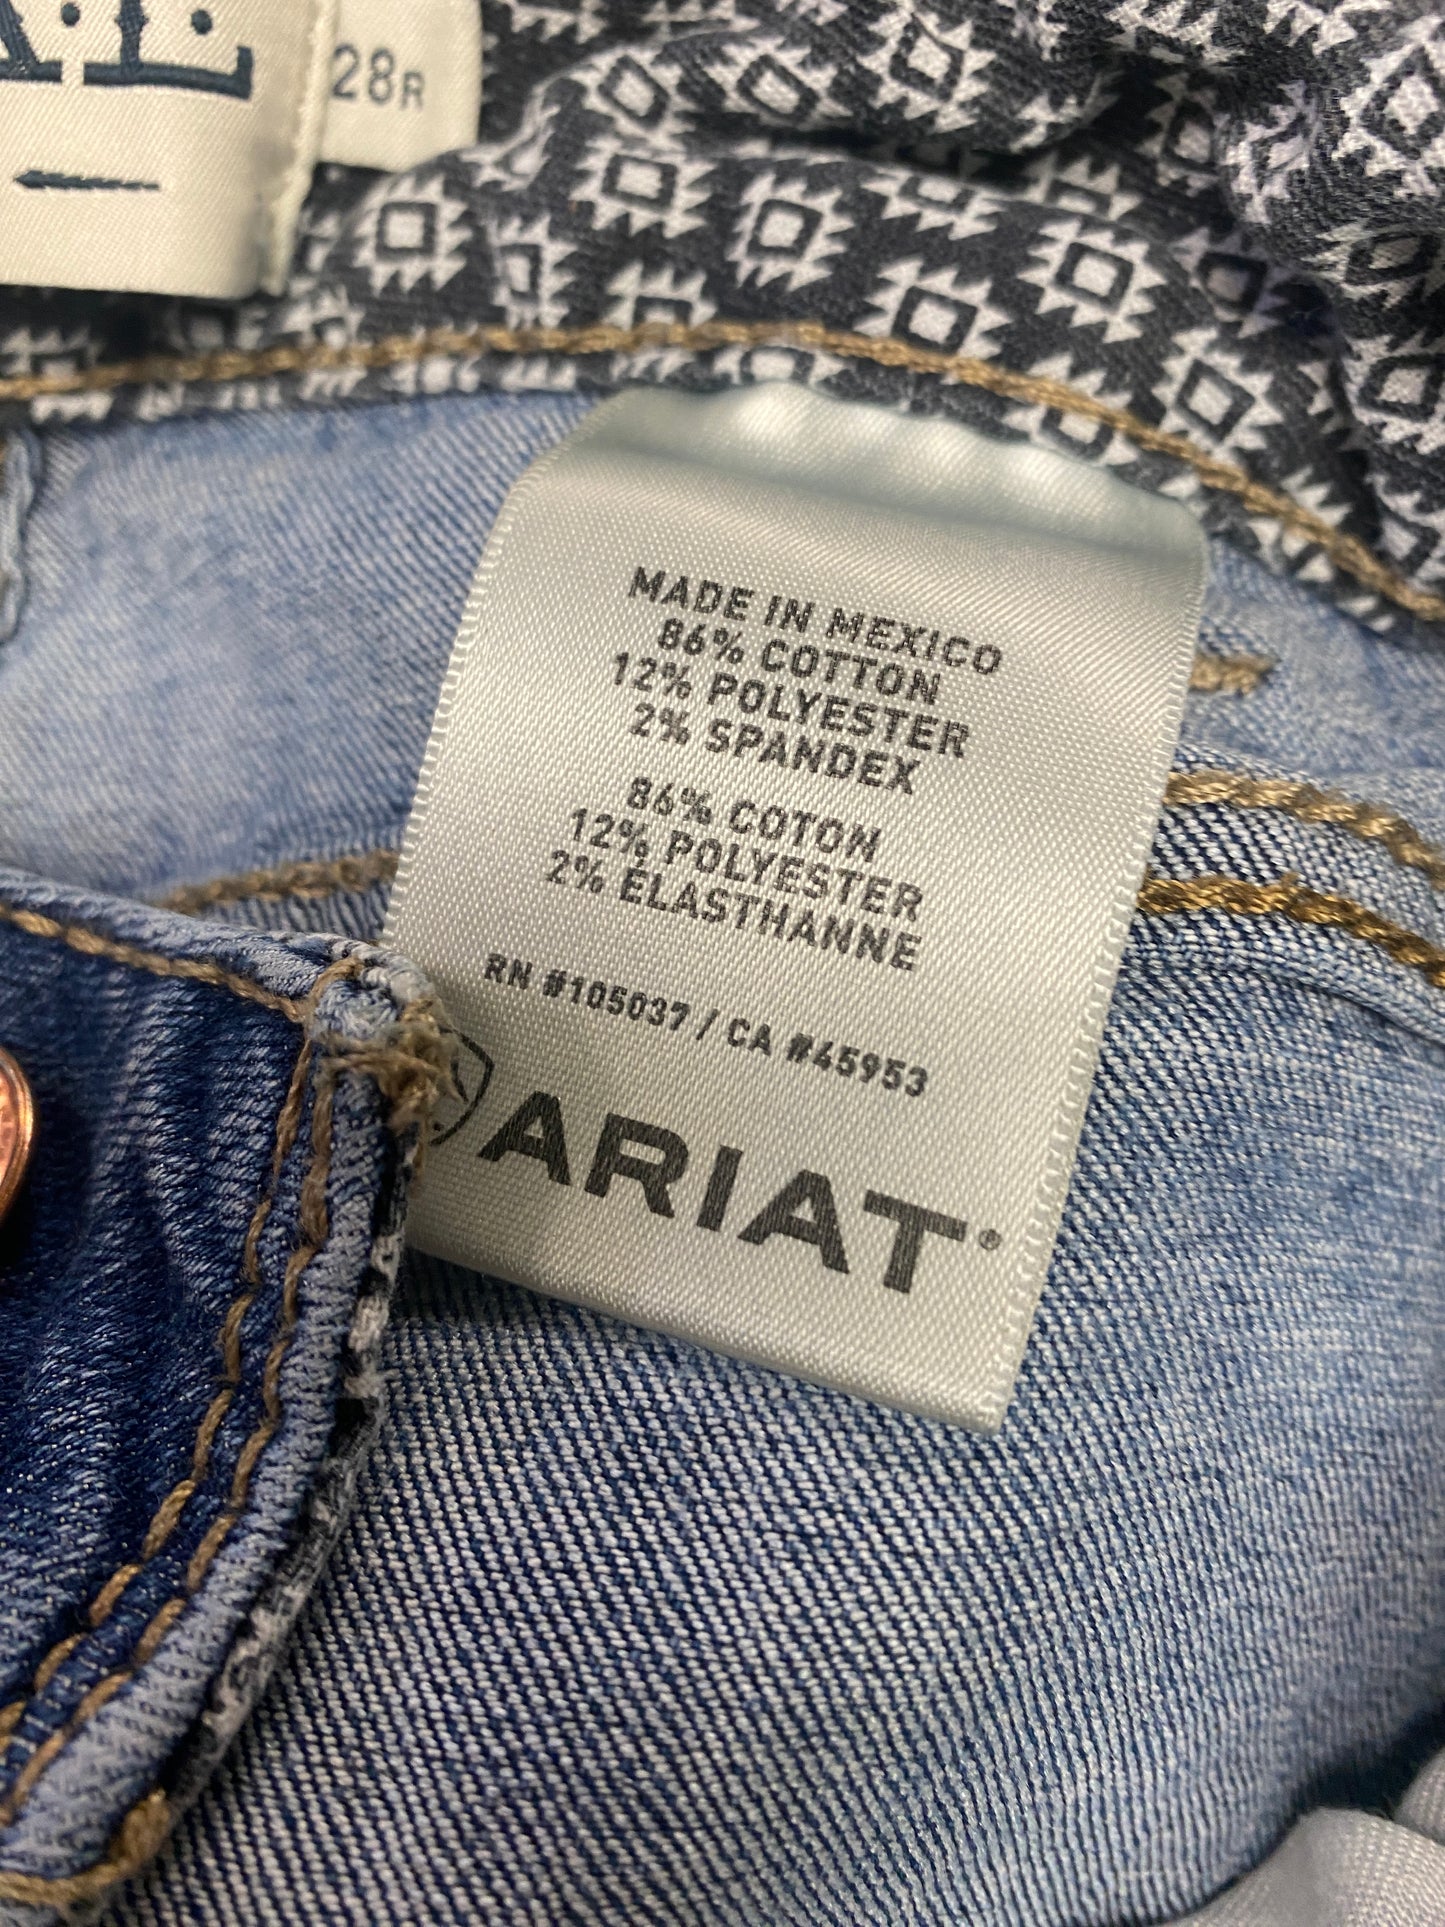 28R
MADE IN MEXICO
86% COTTON
12% POLYESTER
2% SPANDEX
86% COTON
12% POLYESTER
2% ELASTHANNE
RN #105037 / CA #45953
ARIAT®